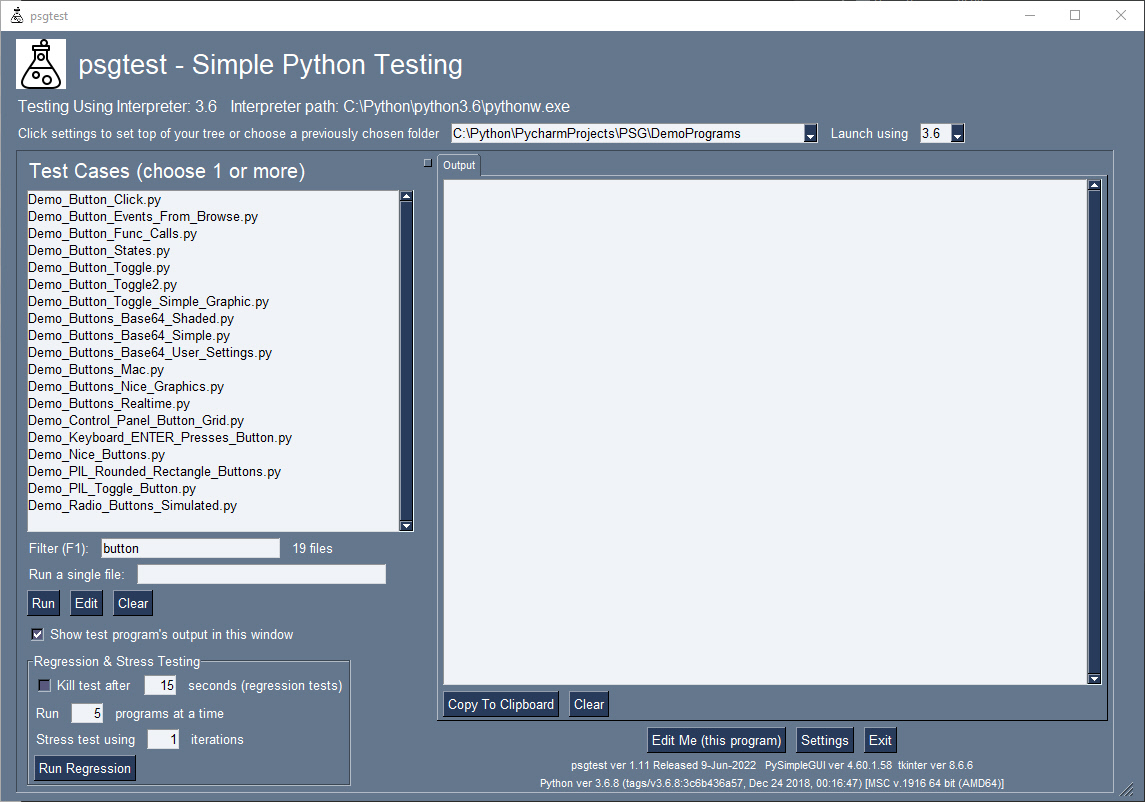 psgtest
psgtest - Simple Python Testing
Testing Using Interpreter: 3.6 Interpreter path: C:\Python\python3.6\pythonw.exe
Click settings to set top of your tree or choose a previously chosen folder C:\Python\PycharmProjects\PSG\DemoPrograms Launch using 3.6
Test Cases (choose 1 or more)
Output
Demo_Button_Click.py
Demo_Button_Events_From_Browse.py
Demo_Button_Func_Calls.py
Demo_Button_States.py
Demo_Button_Toggle.py
Demo_Button_Toggle2.py
Demo_Button_Toggle_Simple_Graphic.py
Demo_Buttons_Base64_Shaded.py
Demo_Buttons_Base64_Simple.py
Demo_Buttons_Base64_User_Settings.py
Demo_Buttons_Mac.py
Demo_Buttons_Nice_Graphics.py
Demo_Buttons_Realtime.py
Demo_Control_Panel_Button_Grid.py
Demo_Keyboard_ENTER_Presses_Button.py
Demo_Nice_Buttons.py
Demo_PIL_Rounded_Rectangle_Buttons.py
Demo_PIL_Toggle_Button.py
Demo_Radio_Buttons_Simulated.py
Filter (F1): button 19 files
Run a single file:
Run Edit Clear
Show test program's output in this window
Regression & Stress Testing
Kill test after 15 seconds (regression tests)
Run 5 programs at a time
Stress test using 1 iterations
Run Regression
Copy To Clipboard Clear
Edit Me (this program) Settings Exit
psgtest ver 1.11 Released 9-Jun-2022 PySimpleGUI ver 4.60.1.58 tkinter ver 8.6.6
Python ver 3.6.8 (tags/v3.6.8:3c6b436a57, Dec 24 2018, 00:16:47) [MSC v.1916 64 bit (AMD64)]